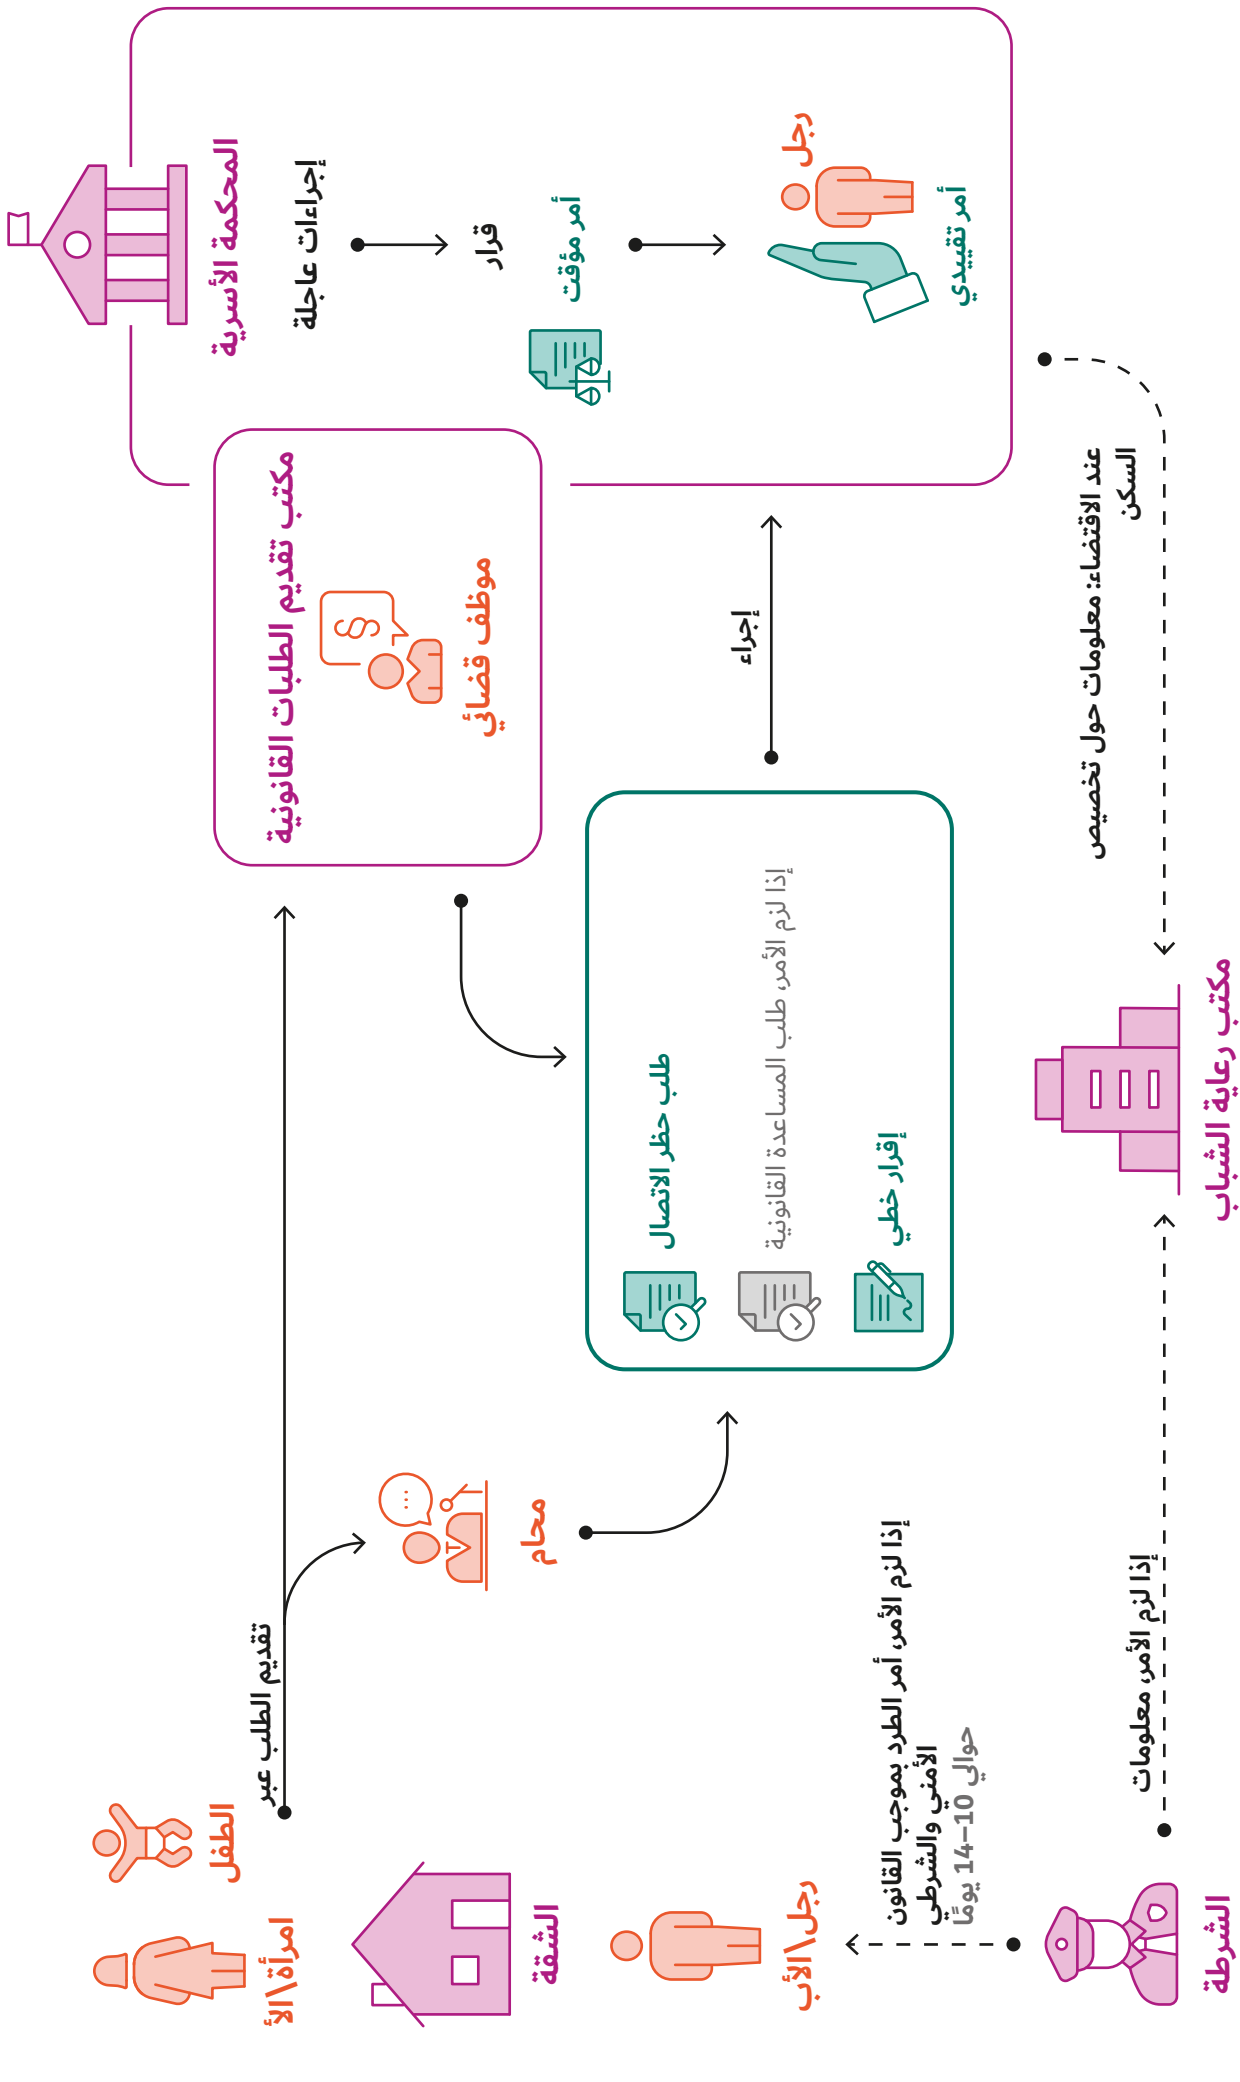 المحكمة الأسرية
إجراءات عاجلة
قرار
أمر مؤقت
رجل
أمر تقييدي
مكتب تقديم الطلبات القانونية
موظف قضائي
إجراء
عند الاقتضاء: معلومات حول تخصيص
السكن
طلب حظر الاتصال
إذا لزم الأمر، طلب المساعدة القانونية
إقرار خطي
مكتب رعاية الشباب
محام
تقديم الطلب عبر
الطفل
امرأة\الأ
الشقة
رجل\الأب
إذا لزم الأمر، أمر الطرد بموجب القانون
الأمني والشرطي
حوالي 10–14 يومًا
إذا لزم الأمر، معلومات
الشرطة